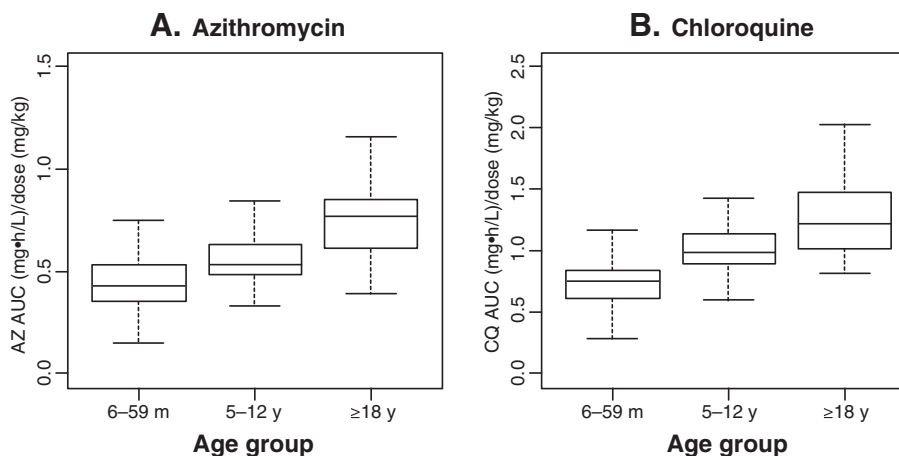 A. Azithromycin
AZ AUC (mg•h/L)/dose (mg/kg)
1.5
1.0
0.5
0.0
6–59 m
5–12 y
≥18 y
Age group
B. Chloroquine
CQ AUC (mg•h/L)/dose (mg/kg)
2.5
2.0
1.5
1.0
0.5
0.0
6–59 m
5–12 y
≥18 y
Age group